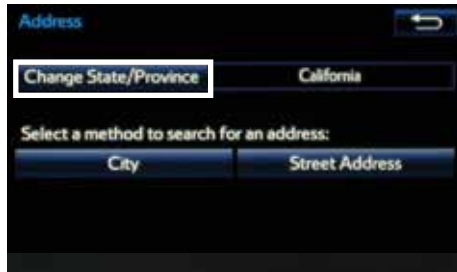 Address
Change State/Province California
Select a method to search for an address:
City Street Address